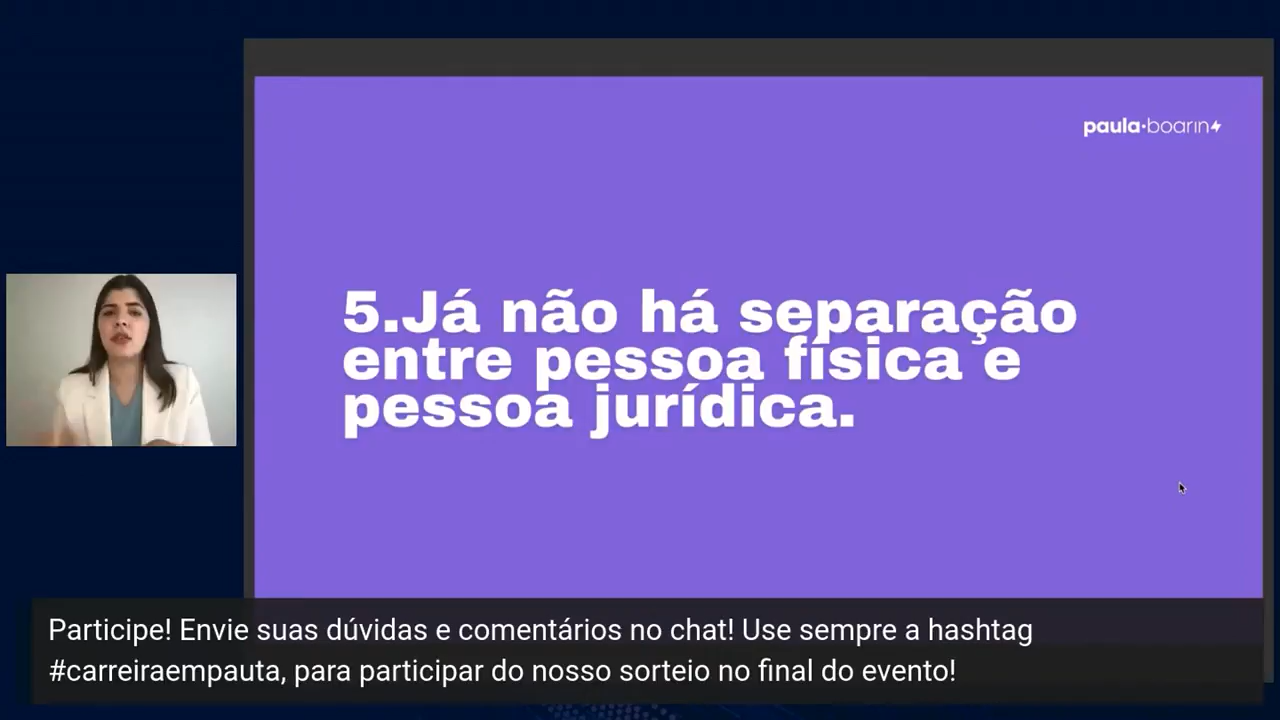 paula·boarin
5.Já não há separação
entre pessoa física e
pessoa jurídica.
Participe! Envie suas dúvidas e comentários no chat! Use sempre a hashtag
#carreiraempauta, para participar do nosso sorteio no final do evento!